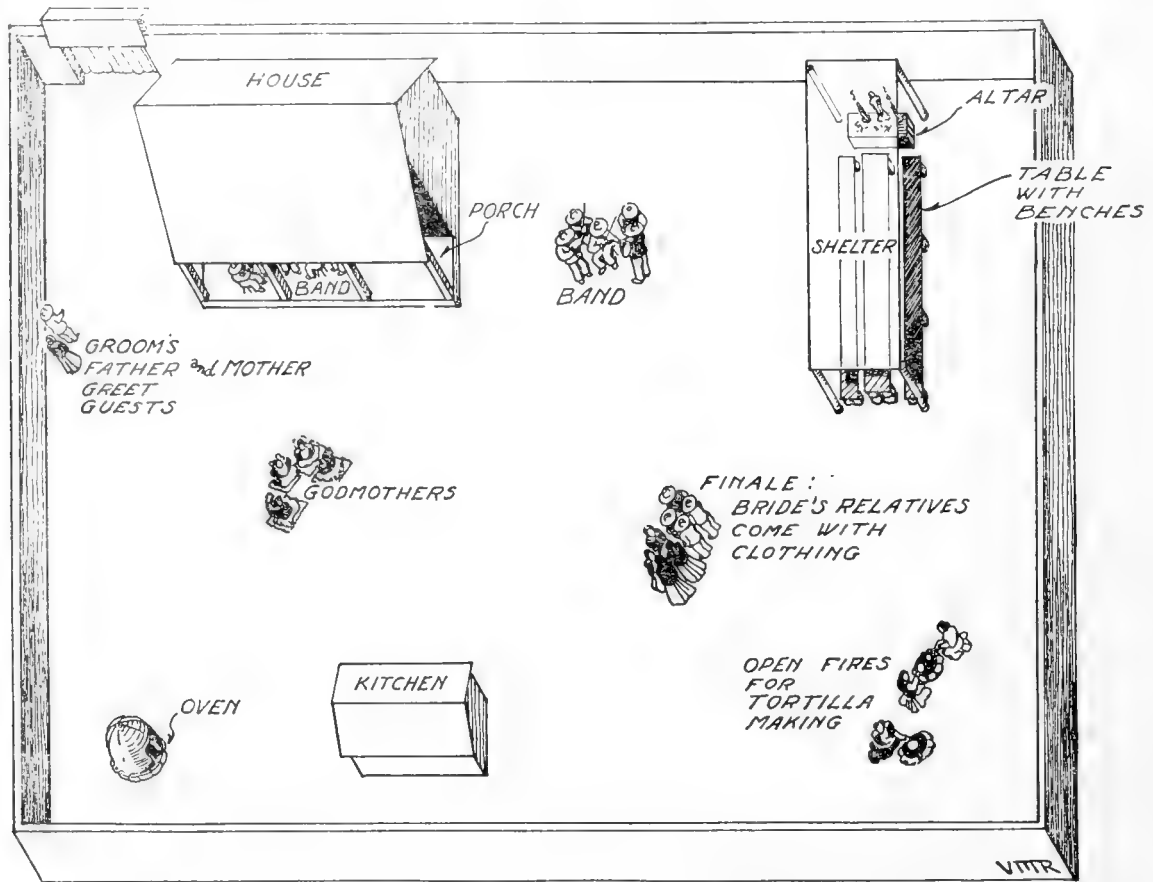 HOUSE
ALTAR
TABLE
WITH
BENCHES
PORCH
SHELTER
BAND
BAND
GROOM'S
FATHER and MOTHER
GREET
GUESTS
GODMOTHERS
FINALE:
BRIDE'S RELATIVES
COME WITH
CLOTHING
OPEN FIRES
FOR
TORTILLA
MAKING
KITCHEN
OVEN
VMR